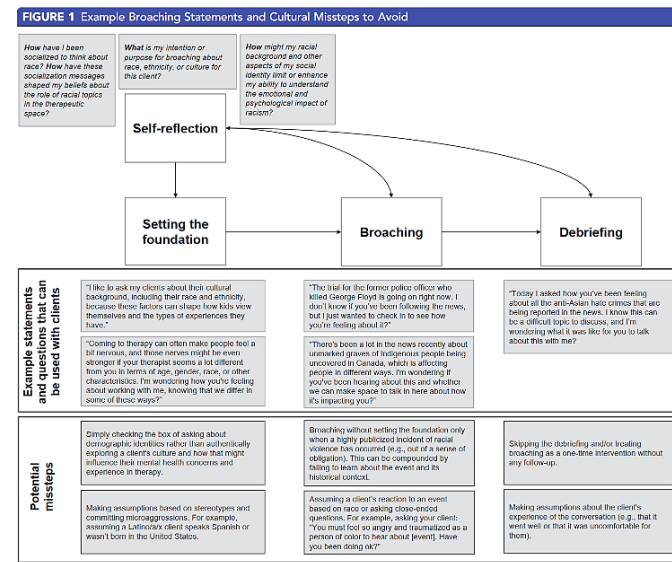 FIGURE 1 Example Broaching Statements and Cultural Missteps to Avoid
How have I been
socialized to think about
race? How have these
socialization messages
shaped my beliefs about
the role of racial topics
in the therapeutic
space?
What is my intention or
purpose for broaching about
race, ethnicity, or culture for
this client?
How might my racial
background and other
aspects of my social
identity limit or enhance
my ability to understand
the emotional and
psychological impact of
racism?
Self-reflection
Setting the
foundation
Broaching
Debriefing
Example statements
and questions that can
be used with clients
"I like to ask my clients about their cultural
background, including their race and ethnicity,
because these factors can shape how kids view
themselves and the types of experiences they
have."
"Coming to therapy can often make people feel a
bit nervous, and those nerves might be even
stronger if your therapist seems a lot different
from you in terms of age, gender, race, or other
characteristics. I'm wondering how you're feeling
about working with me, knowing that we differ in
some of these ways?"
"The trial for the former police officer who
killed George Floyd is going on right now. I
don't know if you've been following the news,
but I just wanted to check in to see how
you're feeling about it?"
"There's been a lot in the news recently about
unmarked graves of Indigenous people being
uncovered in Canada, which is affecting
people in different ways. I'm wondering if
you've been hearing about this and whether
we can make space to talk in here about how
it's impacting you?"
"Today I asked how you've been feeling
about all the anti-Asian hate crimes that are
being reported in the news. I know this can
be a difficult topic to discuss, and I'm
wondering what it was like for you to talk
about this with me?
Potential
missteps
Simply checking the box of asking about
demographic identities rather than authentically
exploring a client's culture and how that might
influence their mental health concerns and
experience in therapy.
Making assumptions based on stereotypes and
committing microaggressions. For example,
assuming a Latino/a/x client speaks Spanish or
wasn't born in the United States.
Broaching without setting the foundation only
when a highly publicized incident of racial
violence has occurred (e.g., out of a sense of
obligation). This can be compounded by
failing to learn about the event and its
historical context.
Assuming a client's reaction to an event
based on race or asking close-ended
questions. For example, asking your client:
"You must feel so angry and traumatized as a
person of color to hear about [event]. Have
you been doing ok?"
Skipping the debriefing and/or treating
broaching as a one-time intervention without
any follow-up.
Making assumptions about the client's
experience of the conversation (e.g., that it
went well or that it was uncomfortable for
them).